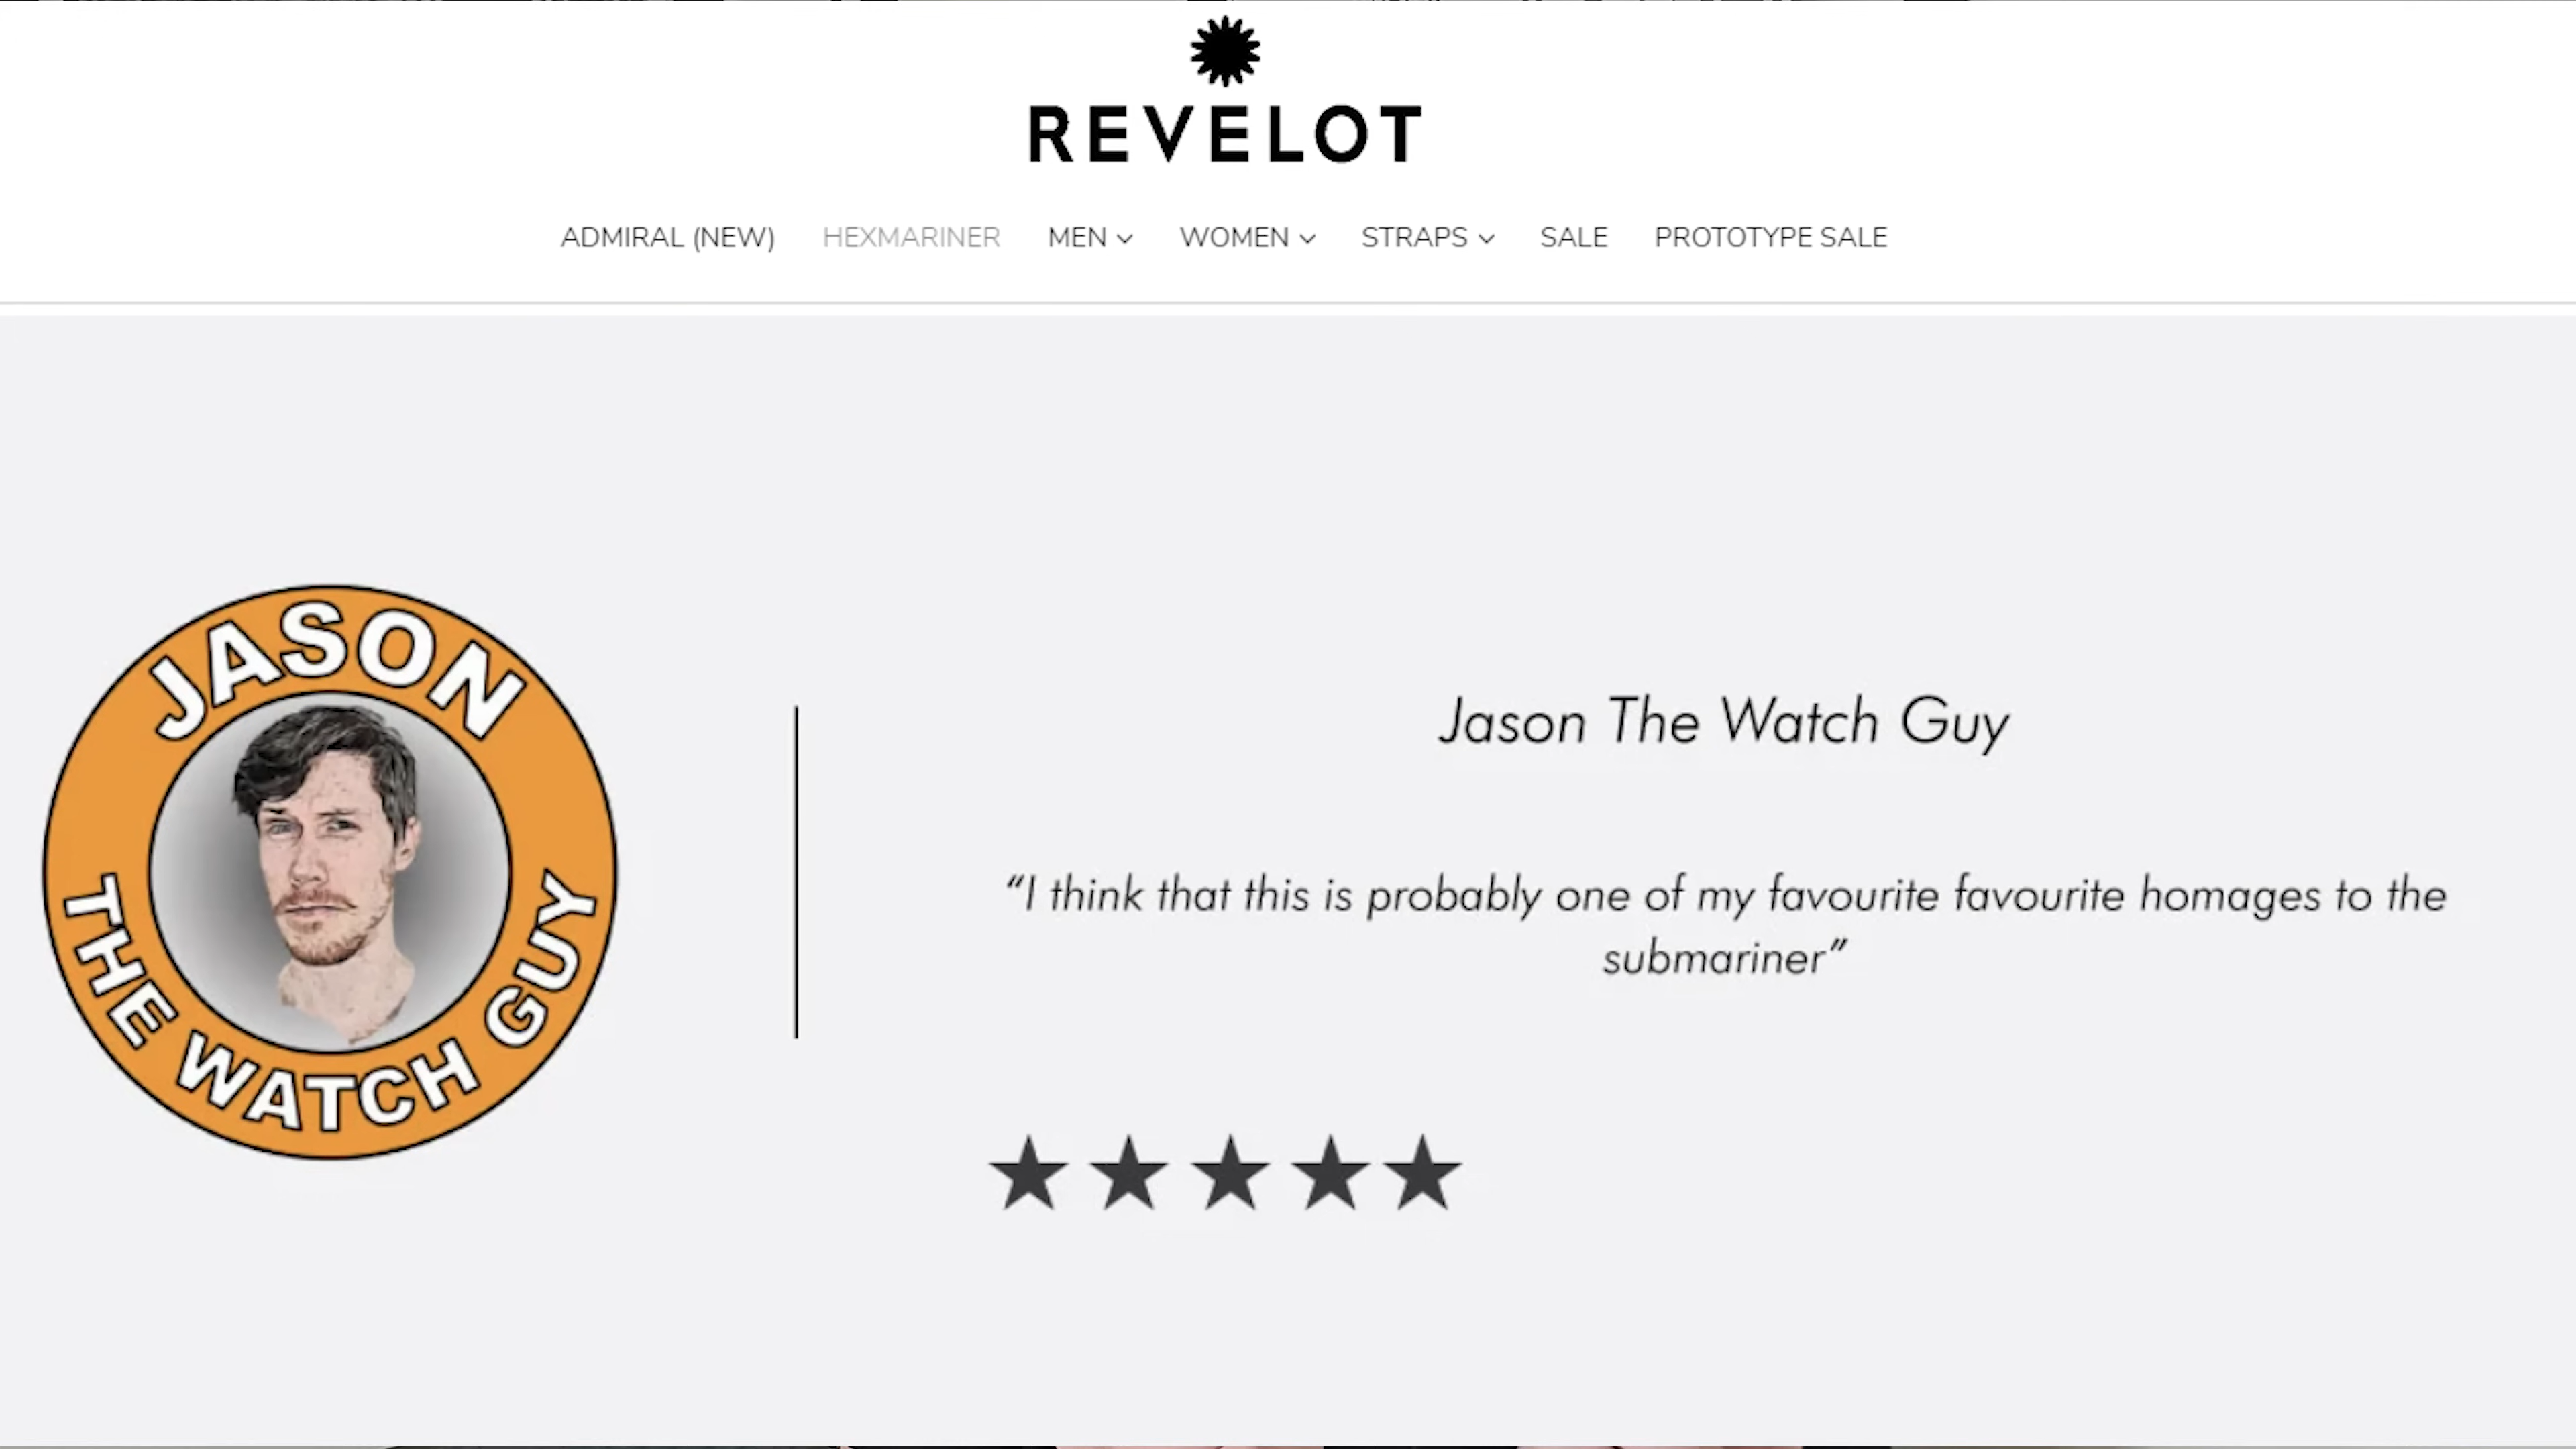 REVELOT
ADMIRAL (NEW) HEXMARINER MEN WOMEN STRAPS SALE PROTOTYPE SALE
JASON
THE WATCH GUY
Jason The Watch Guy
“I think that this is probably one of my favourite favourite homages to the
submariner”